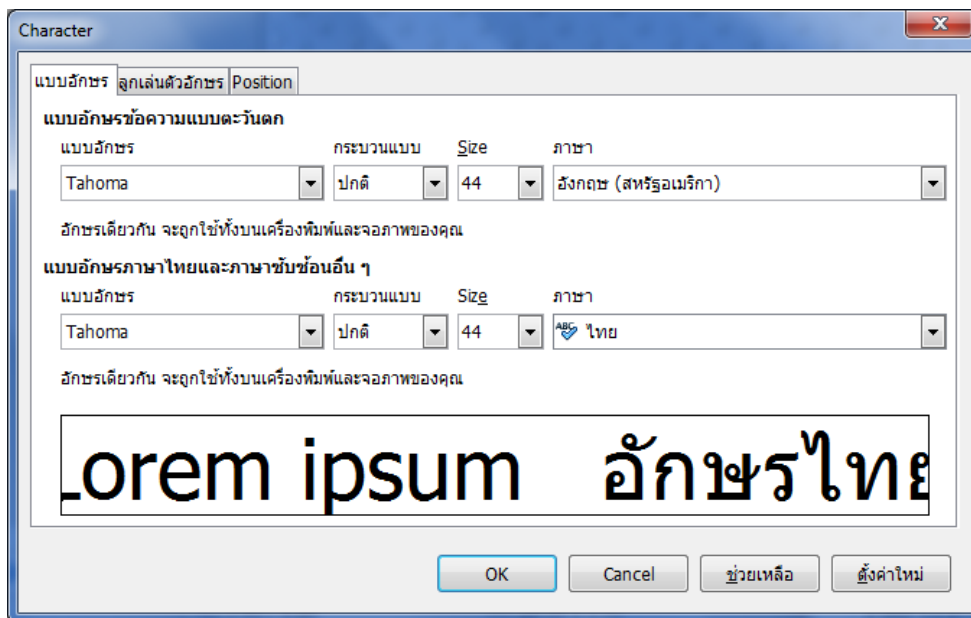 Character
แบบอักษร ลูกเล่นตัวอักษร Position
แบบอักษรข้อความแบบตะวันตก
แบบอักษร กระบวนแบบ Size ภาษา
Tahoma ปกติ 44 อังกฤษ (สหรัฐอเมริกา)
อักษรเดียวกัน จะถูกใช้ทั้งบนเครื่องพิมพ์และจอภาพของคุณ
แบบอักษรภาษาไทยและภาษาซับซ้อนอื่น ๆ
แบบอักษร กระบวนแบบ Size ภาษา
Tahoma ปกติ 44 ABC ไทย
อักษรเดียวกัน จะถูกใช้ทั้งบนเครื่องพิมพ์และจอภาพของคุณ
Lorem ipsum อักษรไทย
OK Cancel ช่วยเหลือ ตั้งค่าใหม่